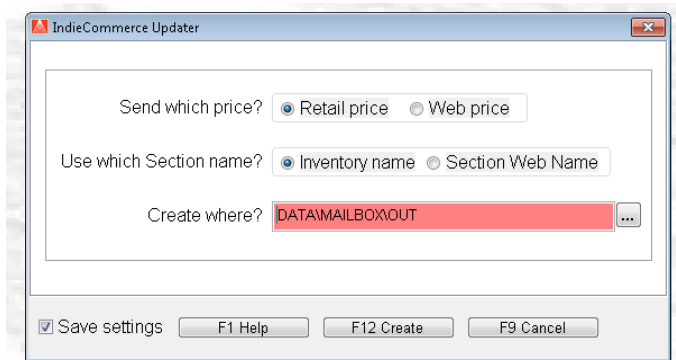 IndieCommerce Updater
Send which price? Retail price Web price
Use which Section name? Inventory name Section Web Name
Create where? DATA\MAILBOX\OUT ...
Save settings F1 Help F12 Create F9 Cancel